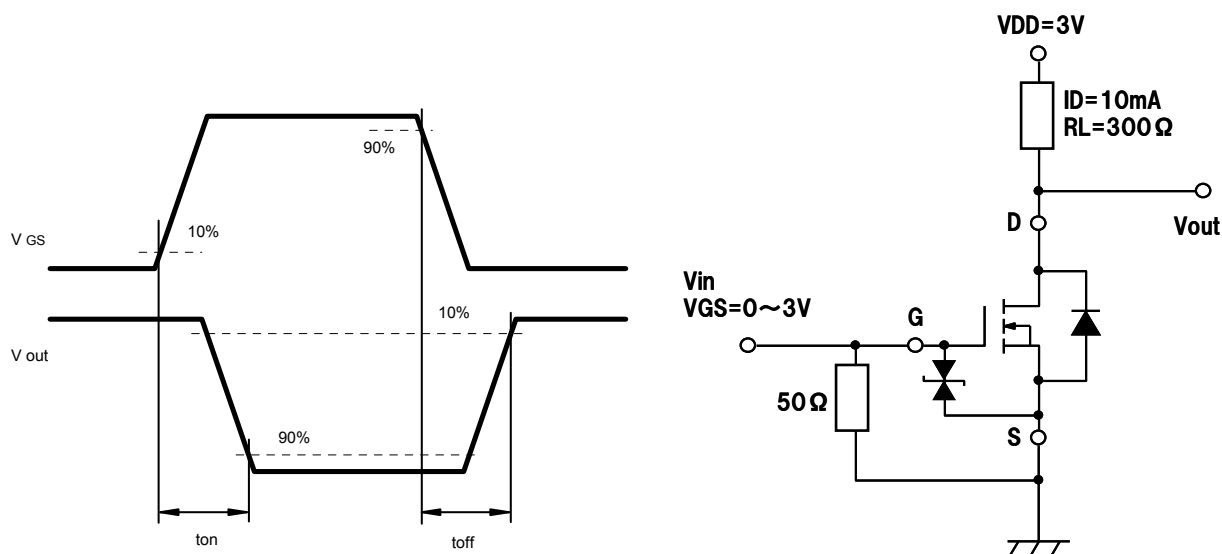 90%
10%
V GS
10%
V out
90%
ton
toff
VDD=3V
ID=10mA
RL=300Ω
D
Vout
Vin
VGS=0～3V
G
50Ω
S